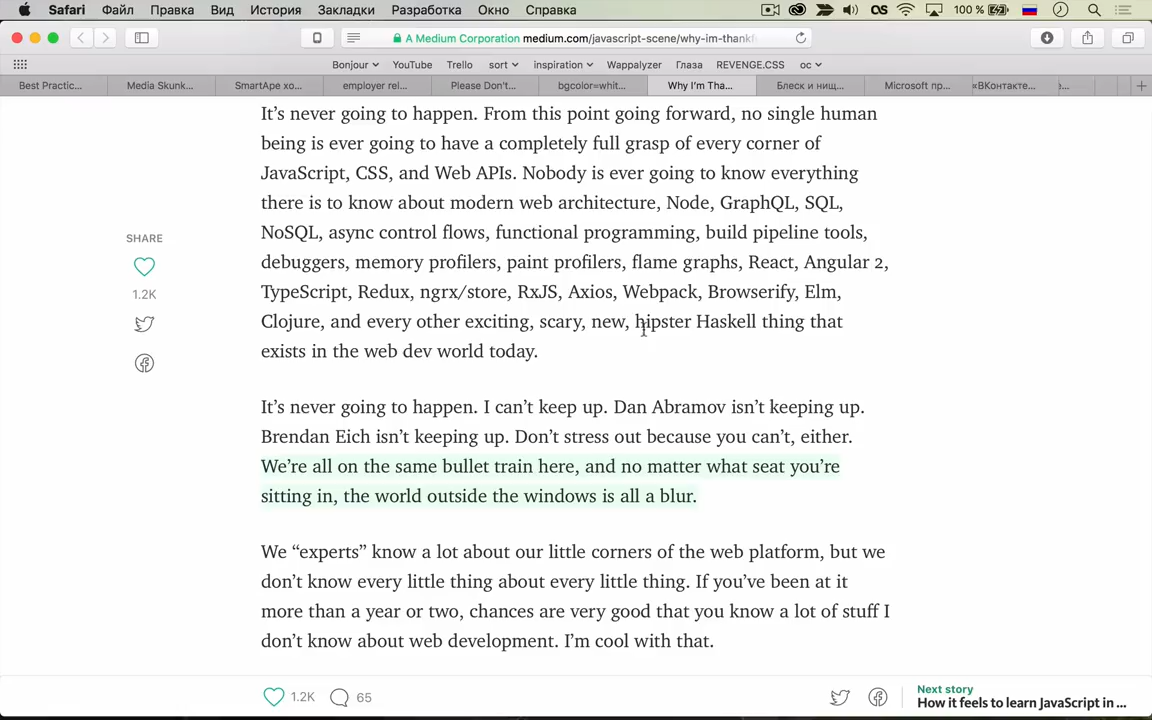 Safari Файл Правка Вид История Закладки Разработка Окно Справка 100 %
A Medium Corporation medium.com/javascript-scene/why-im-thankf
Bonjour YouTube Trello sort inspiration Wappalyzer Глаза REVENGE.CSS ос
Best Practic... Media Skunk... SmartApe хо... employer rei... Please Don't... bgcolor=whit... Why I'm Tha... Блеск и нищ... Microsoft пр... «ВКонтакте... ...
It's never going to happen. From this point going forward, no single human
being is ever going to have a completely full grasp of every corner of
JavaScript, CSS, and Web APIs. Nobody is ever going to know everything
there is to know about modern web architecture, Node, GraphQL, SQL,
NoSQL, async control flows, functional programming, build pipeline tools,
debuggers, memory profilers, paint profilers, flame graphs, React, Angular 2,
TypeScript, Redux, ngrx/store, RxJS, Axios, Webpack, Browserify, Elm,
Clojure, and every other exciting, scary, new, hipster Haskell thing that
exists in the web dev world today.
SHARE
1.2K
It's never going to happen. I can't keep up. Dan Abramov isn't keeping up.
Brendan Eich isn't keeping up. Don't stress out because you can't, either.
We're all on the same bullet train here, and no matter what seat you're
sitting in, the world outside the windows is all a blur.
We “experts” know a lot about our little corners of the web platform, but we
don't know every little thing about every little thing. If you've been at it
more than a year or two, chances are very good that you know a lot of stuff I
don't know about web development. I'm cool with that.
1.2K 65
Next story
How it feels to learn JavaScript in ...